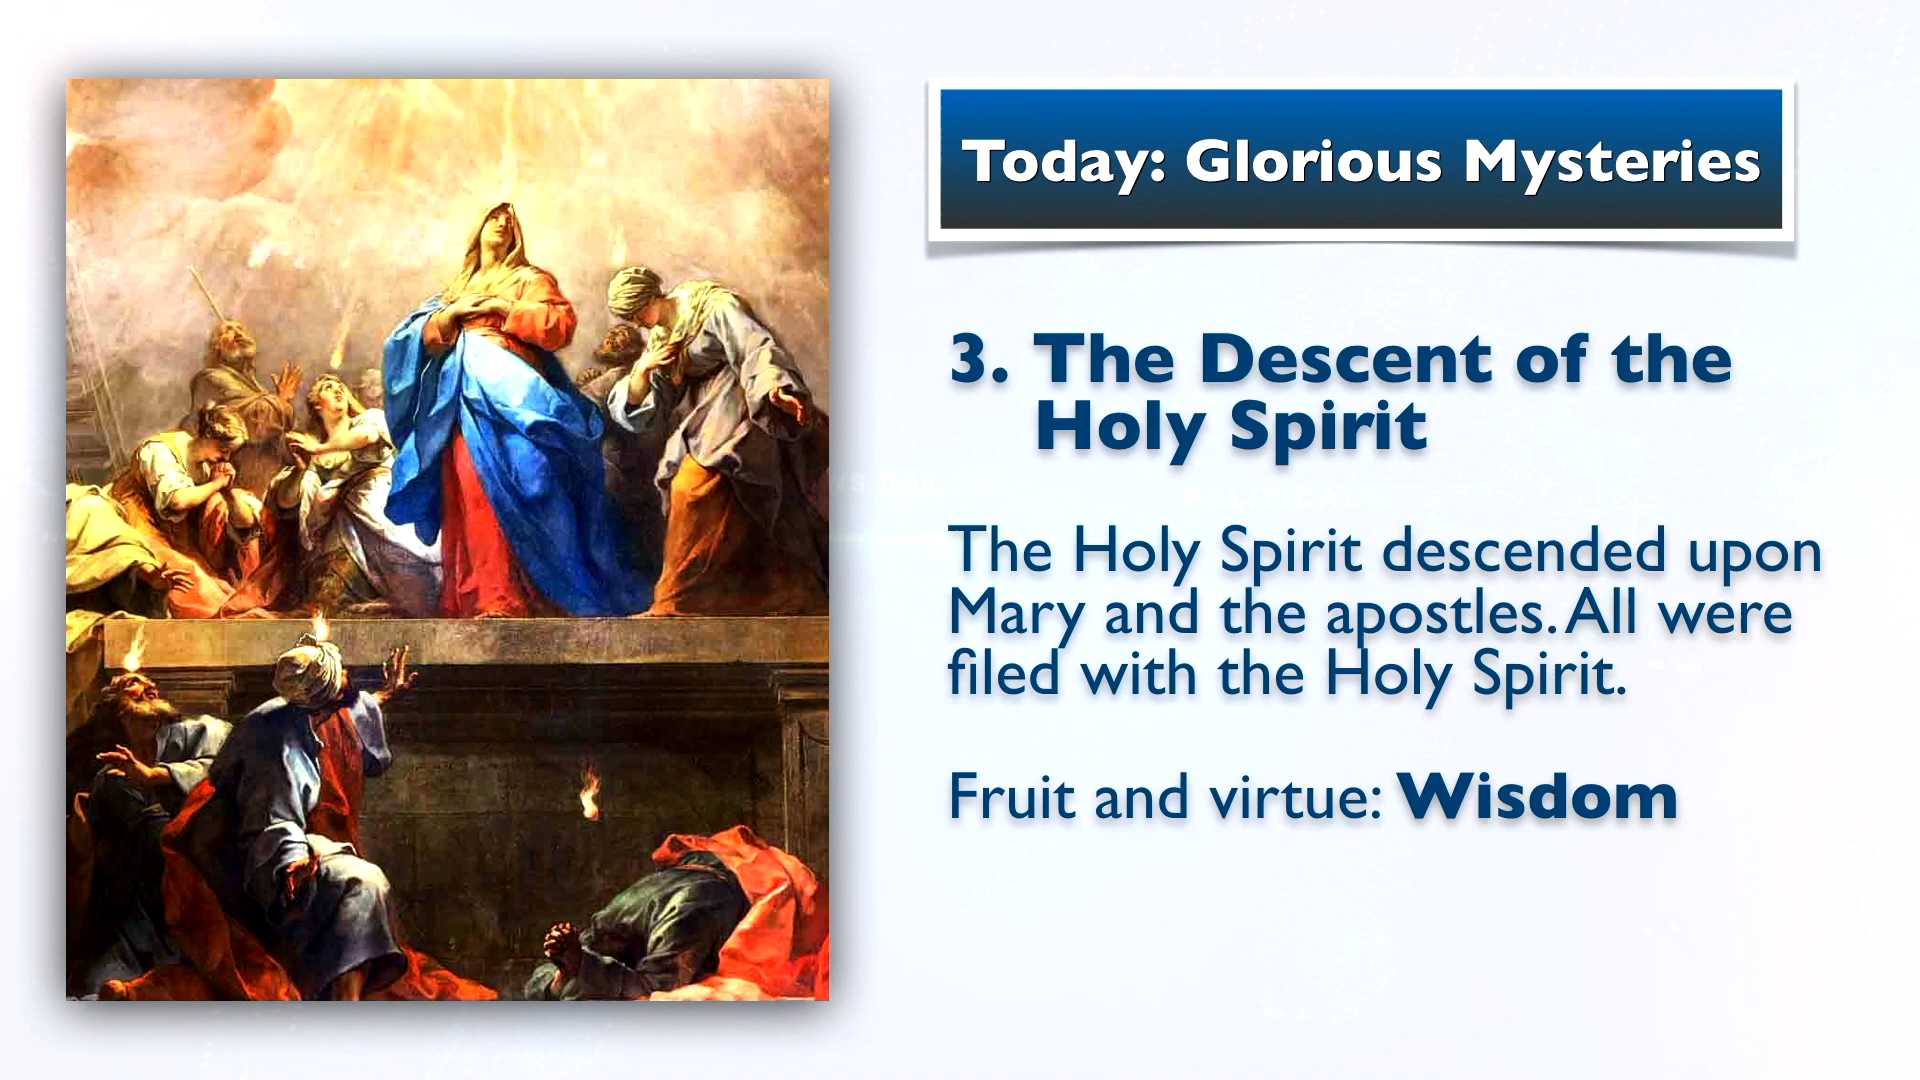 Today: Glorious Mysteries
3. The Descent of the
Holy Spirit
The Holy Spirit descended upon
Mary and the apostles. All were
filed with the Holy Spirit.
Fruit and virtue: Wisdom